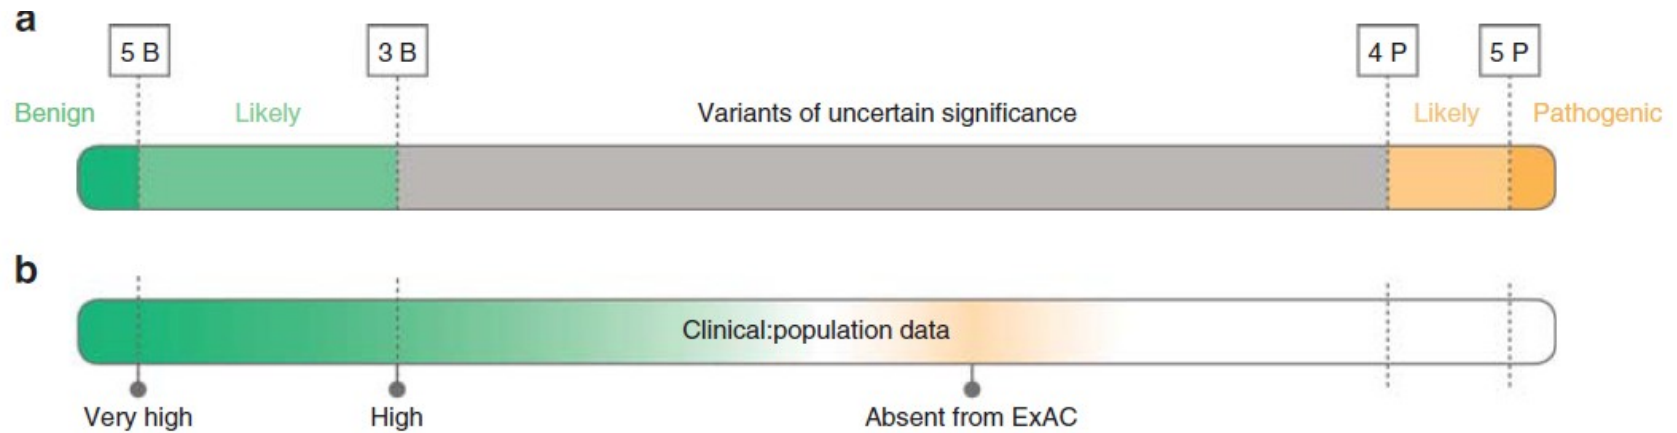 a
5 B
3 B
4 P
5 P
Benign
Likely
Variants of uncertain significance
Likely
Pathogenic
b
Clinical:population data
Very high
High
Absent from ExAC